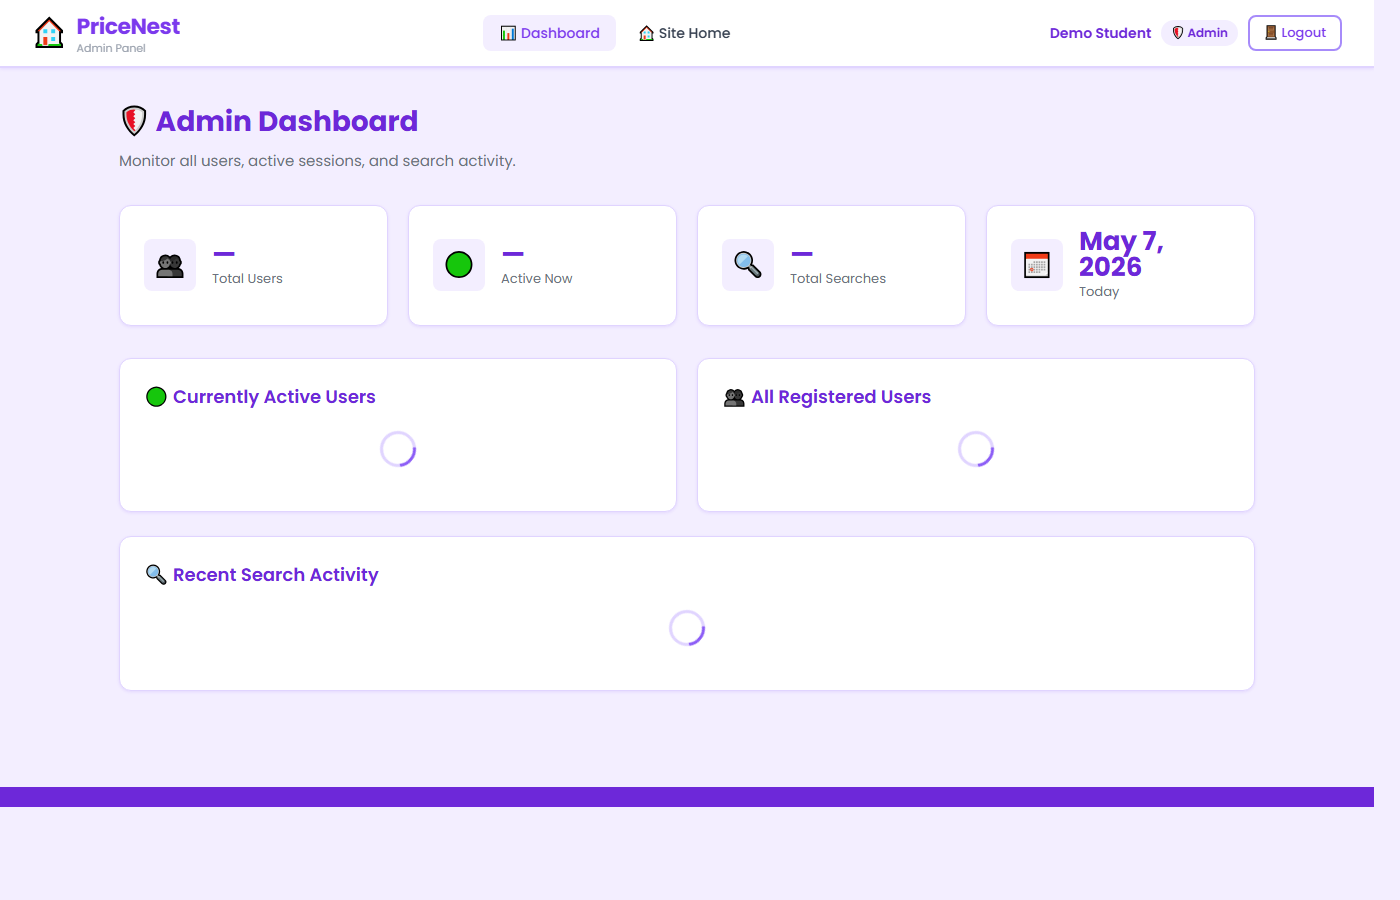 PriceNest
Admin Panel
Dashboard
Site Home
Demo Student
Admin
Logout
Admin Dashboard
Monitor all users, active sessions, and search activity.
—
Total Users
—
Active Now
—
Total Searches
May 7,
2026
Today
Currently Active Users
All Registered Users
Recent Search Activity